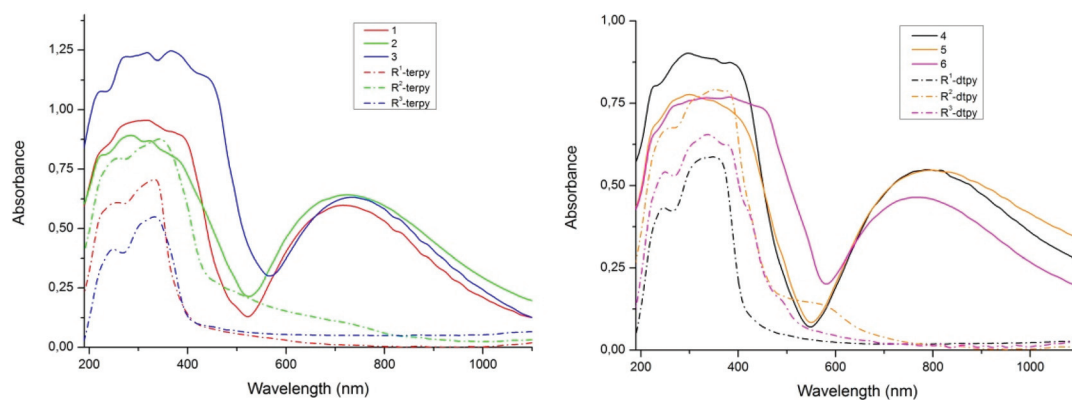 1
2
3
R¹-terpy
R²-terpy
R³-terpy
1,25
1,00
0,75
0,50
0,25
0,00
Absorbance
200 400 600 800 1000
Wavelength (nm)
4
5
6
R¹-dtpy
R²-dtpy
R³-dtpy
1,00
0,75
0,50
0,25
0,00
Absorbance
200 400 600 800 1000
Wavelength (nm)